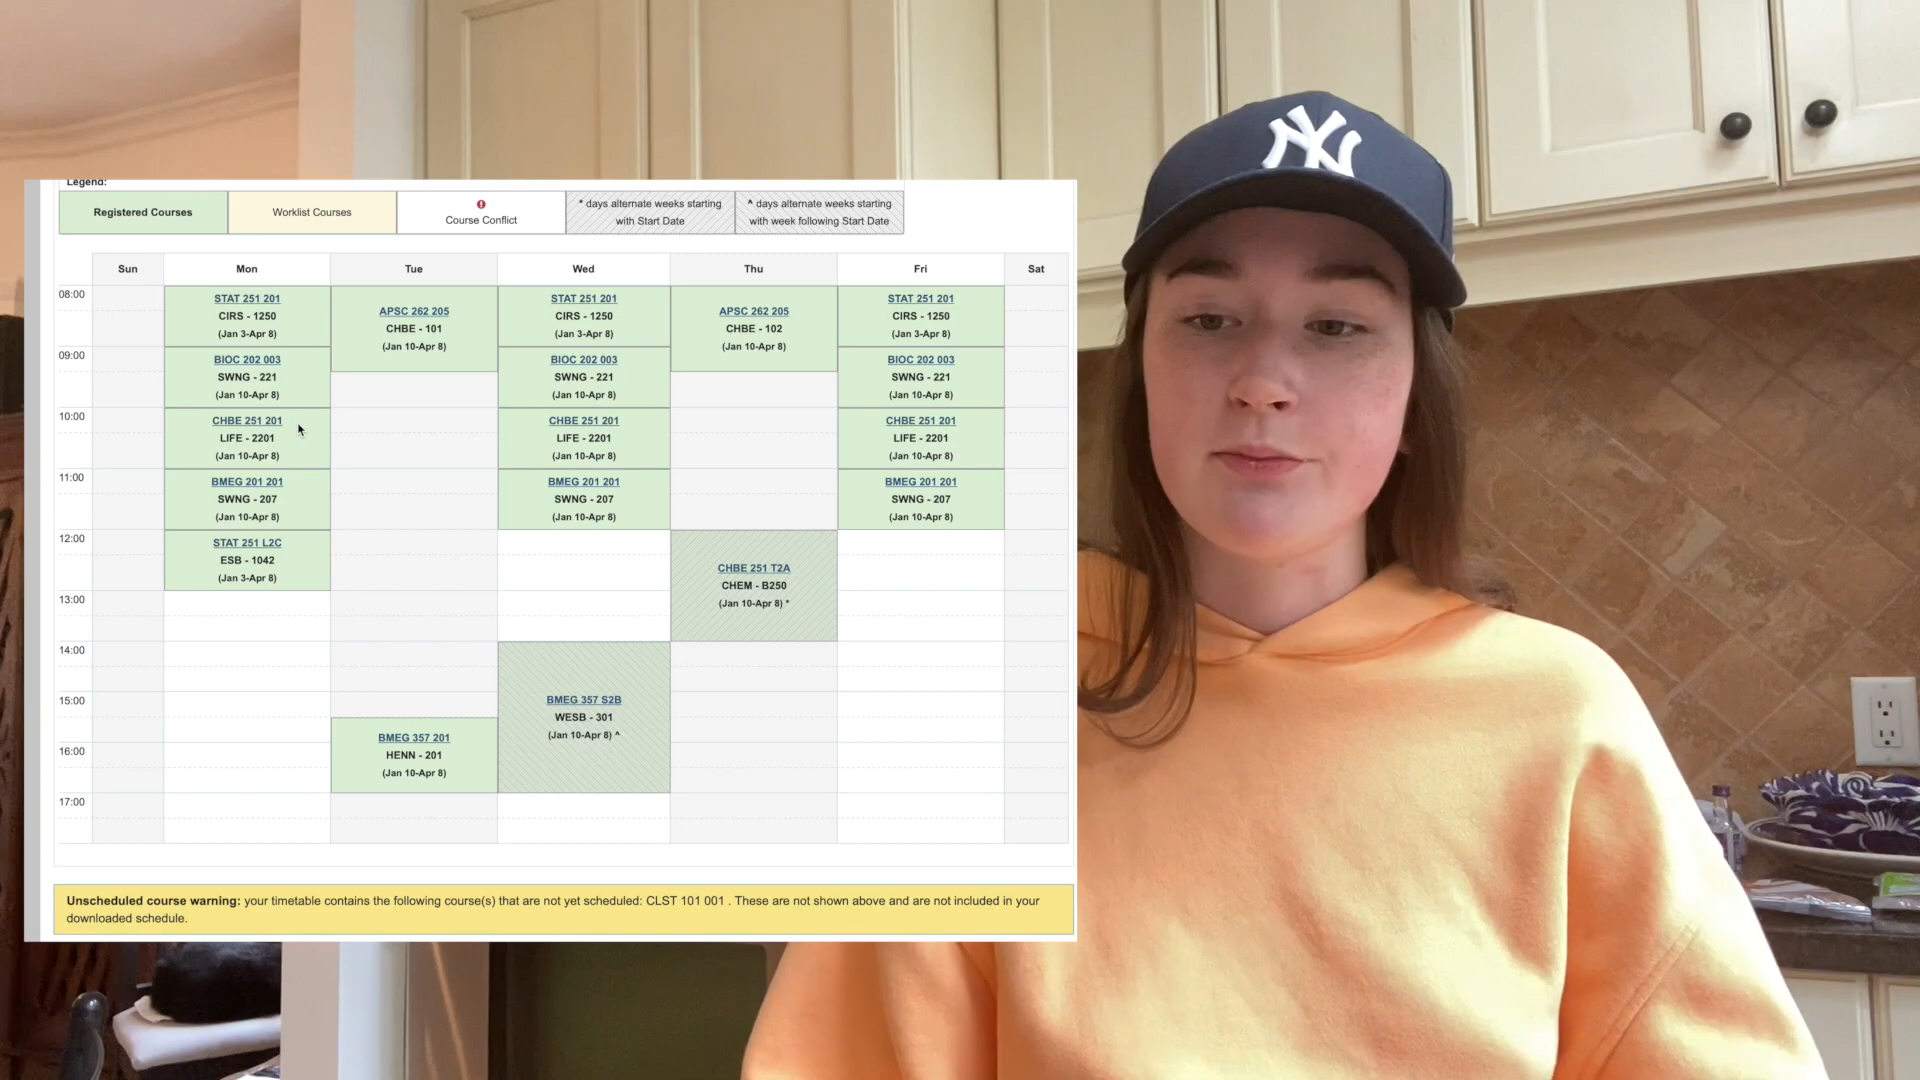 Legend:
Registered Courses
Worklist Courses
Course Conflict
* days alternate weeks starting
with Start Date
^ days alternate weeks starting
with week following Start Date
Sun Mon Tue Wed Thu Fri Sat
08:00
STAT 251 201
CIRS - 1250
(Jan 3-Apr 8)
APSC 262 205
CHBE - 101
(Jan 10-Apr 8)
STAT 251 201
CIRS - 1250
(Jan 3-Apr 8)
APSC 262 205
CHBE - 102
(Jan 10-Apr 8)
STAT 251 201
CIRS - 1250
(Jan 3-Apr 8)
09:00
BIOC 202 003
SWNG - 221
(Jan 10-Apr 8)
BIOC 202 003
SWNG - 221
(Jan 10-Apr 8)
BIOC 202 003
SWNG - 221
(Jan 10-Apr 8)
10:00
CHBE 251 201
LIFE - 2201
(Jan 10-Apr 8)
CHBE 251 201
LIFE - 2201
(Jan 10-Apr 8)
CHBE 251 201
LIFE - 2201
(Jan 10-Apr 8)
11:00
BMEG 201 201
SWNG - 207
(Jan 10-Apr 8)
BMEG 201 201
SWNG - 207
(Jan 10-Apr 8)
BMEG 201 201
SWNG - 207
(Jan 10-Apr 8)
12:00
STAT 251 L2C
ESB - 1042
(Jan 3-Apr 8)
CHBE 251 T2A
CHEM - B250
(Jan 10-Apr 8) *
13:00
14:00
BMEG 357 S2B
WESB - 301
(Jan 10-Apr 8) ^
15:00
BMEG 357 201
HENN - 201
(Jan 10-Apr 8)
16:00
17:00
Unscheduled course warning: your timetable contains the following course(s) that are not yet scheduled: CLST 101 001 . These are not shown above and are not included in your
downloaded schedule.
NY